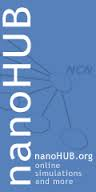 nanoHUB
NCN
nanoHUB.org
online
simulations
and more